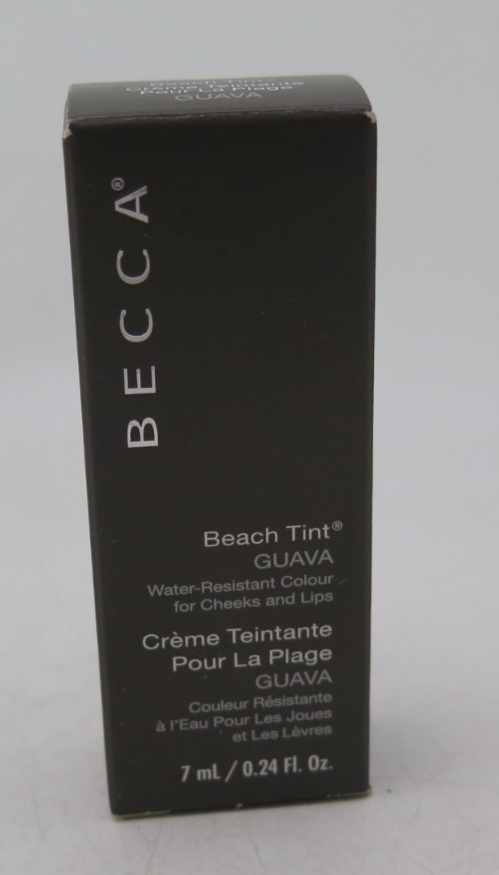 Beach Tint
Crème Teintante
Pour La Plage
GUAVA
BECCA®
Beach Tint®
GUAVA
Water-Resistant Colour
for Cheeks and Lips
Crème Teintante
Pour La Plage
GUAVA
Couleur Résistante
à l'Eau Pour Les Joues
et Les Lèvres
7 mL / 0.24 Fl. Oz.